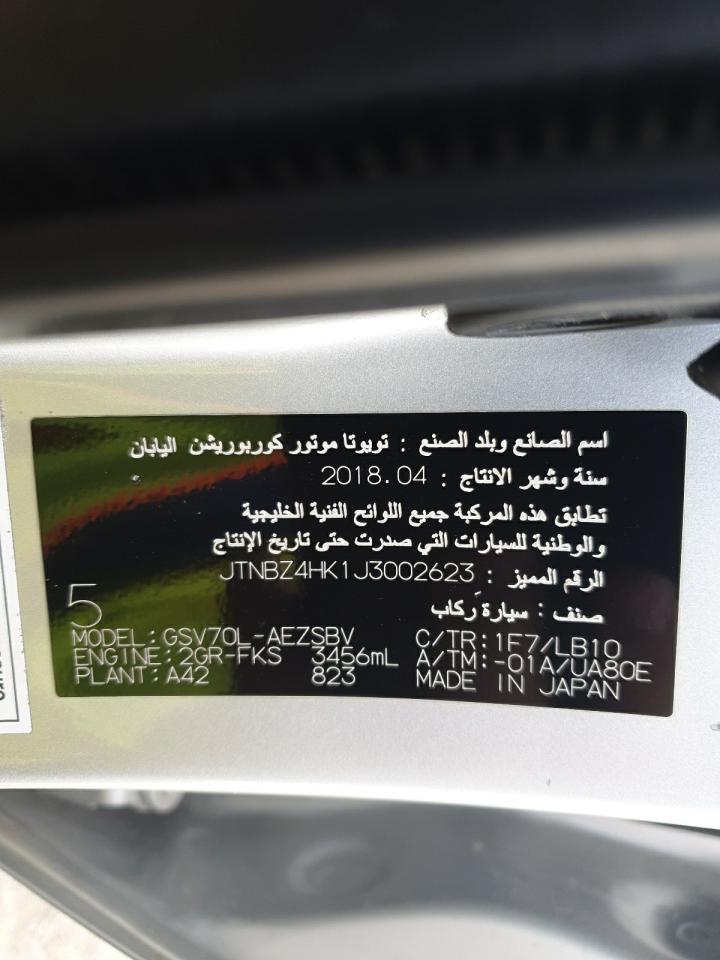 اسم الصانع وبلد الصنع : تويوتا موتور كوربوريشن اليابان
سنة وشهر الانتاج : 2018.04
تطابق هذه المركبة جميع اللوائح الفنية الخليجية
والوطنية للسيارات التي صدرت حتى تاريخ الإنتاج
الرقم المميز : JTNBZ4HK1J3002623
صنف : سيارة ركاب
5
MODEL:GSV70L-AEZSBV C/TR:1F7/LB10
ENGINE:2GR-FKS 3456mL A/TM:-01A/UA80E
PLANT:A42 823 MADE IN JAPAN